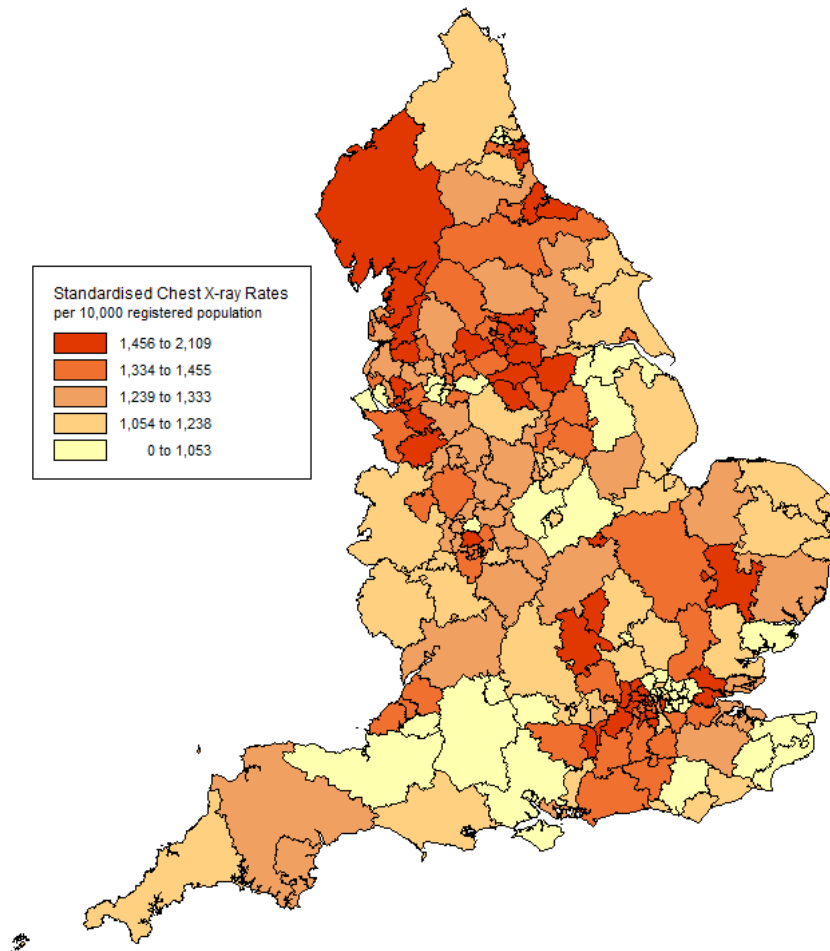 Standardised Chest X-ray Rates
per 10,000 registered population
1,456 to 2,109
1,334 to 1,455
1,239 to 1,333
1,054 to 1,238
0 to 1,053